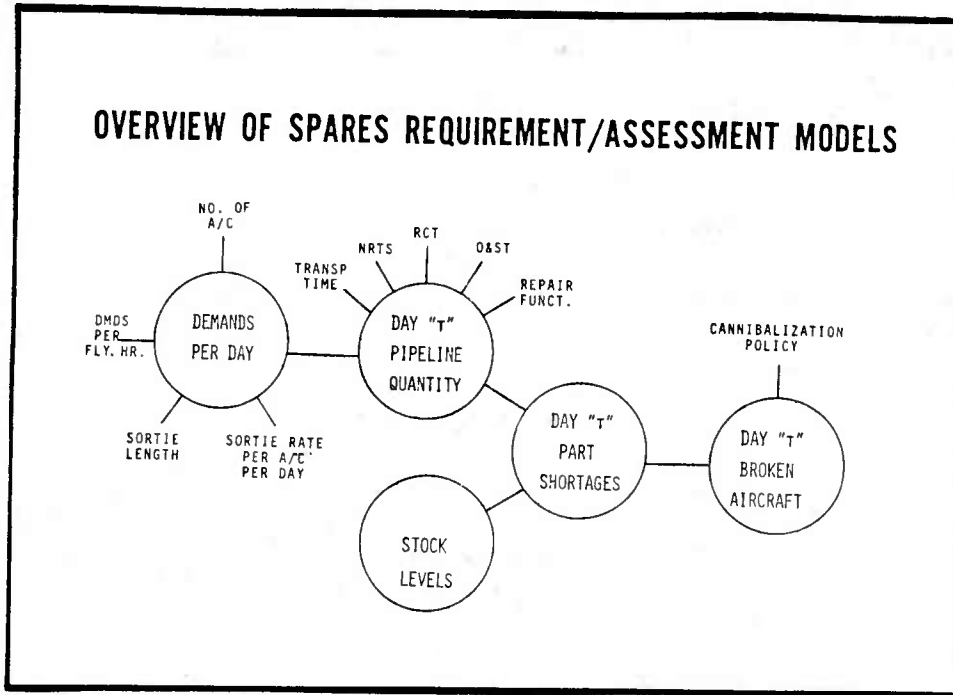 OVERVIEW OF SPARES REQUIREMENT/ASSESSMENT MODELS
NO. OF
A/C
DMDS
PER
FLY. HR.
DEMANDS
PER DAY
SORTIE
LENGTH
SORTIE RATE
PER A/C
PER DAY
TRANSP
TIME
NRTS
RCT
O&ST
REPAIR
FUNCT.
DAY "T"
PIPELINE
QUANTITY
STOCK
LEVELS
DAY "T"
PART
SHORTAGES
CANNIBALIZATION
POLICY
DAY "T"
BROKEN
AIRCRAFT